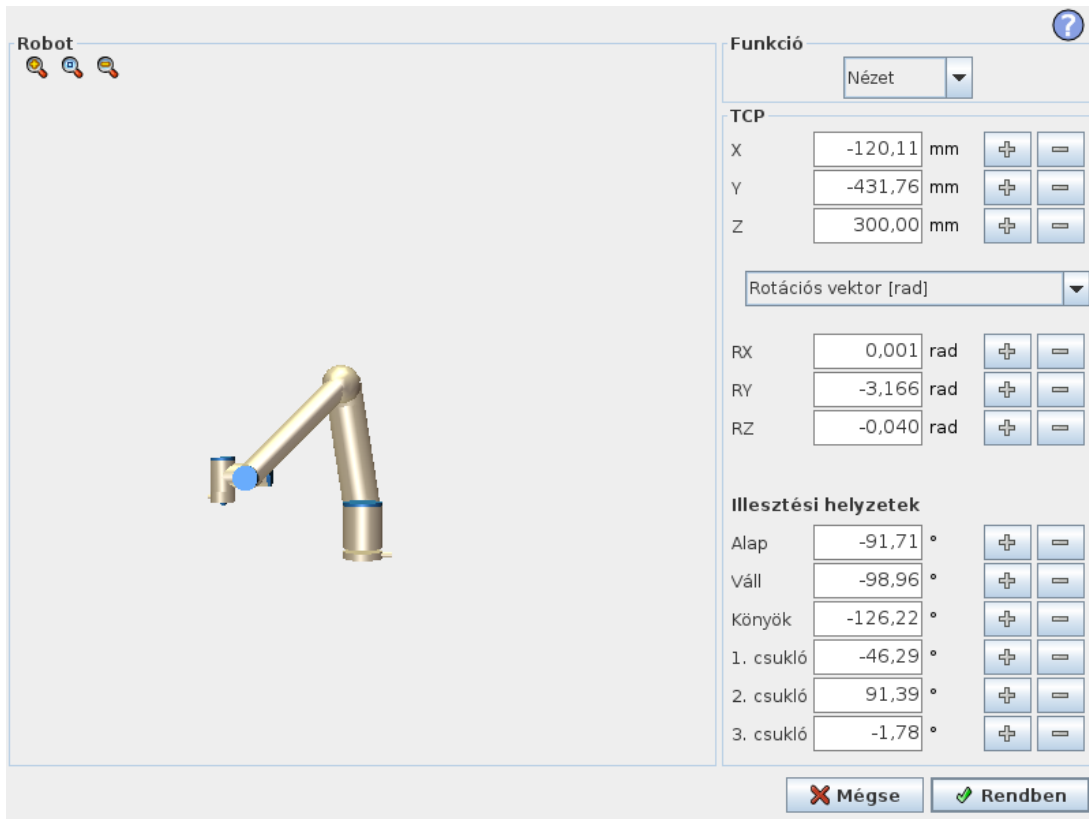 ?
Robot
Funkció
Nézet
TCP
X -120,11 mm
Y -431,76 mm
Z 300,00 mm
Rotációs vektor [rad]
RX 0,001 rad
RY -3,166 rad
RZ -0,040 rad
Illesztési helyzetek
Alap -91,71 °
Váll -98,96 °
Könyök -126,22 °
1. csukló -46,29 °
2. csukló 91,39 °
3. csukló -1,78 °
Mégse Rendben